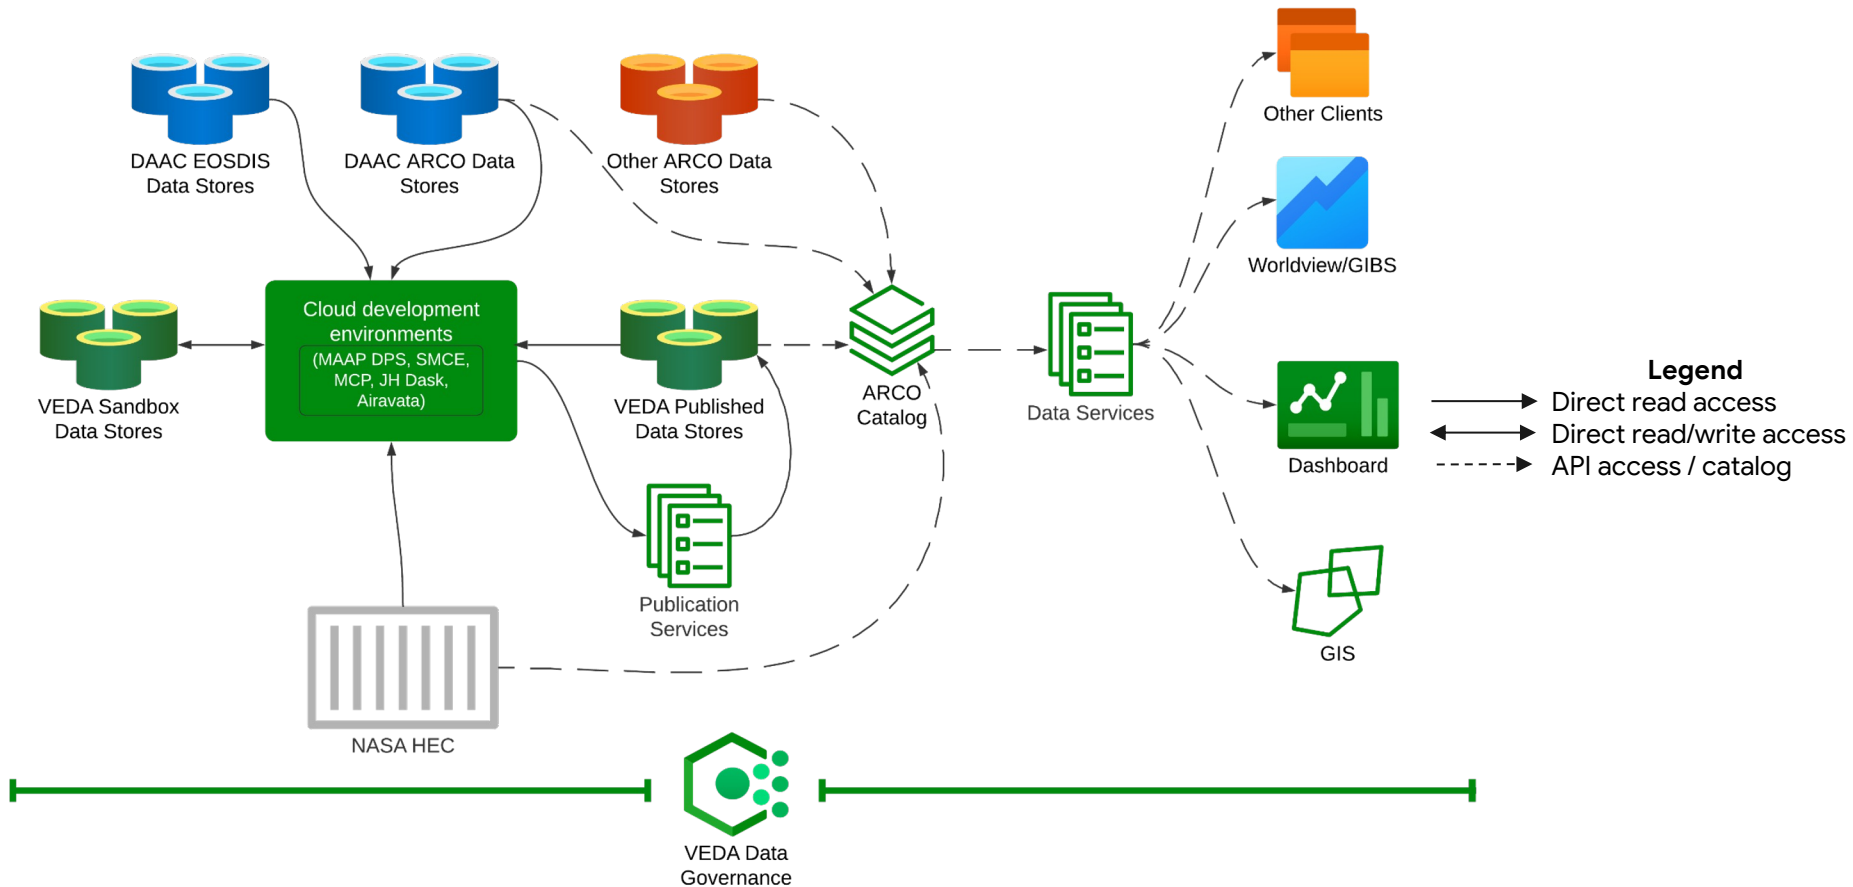 Other Clients
DAAC EOSDIS
Data Stores
DAAC ARCO Data
Stores
Other ARCO Data
Stores
Worldview/GIBS
Cloud development
environments
(MAAP DPS, SMCE,
MCP, JH Dask,
Airavata)
VEDA Sandbox
Data Stores
VEDA Published
Data Stores
ARCO
Catalog
Data Services
Dashboard
Legend
Direct read access
Direct read/write access
API access / catalog
Publication
Services
GIS
NASA HEC
VEDA Data
Governance